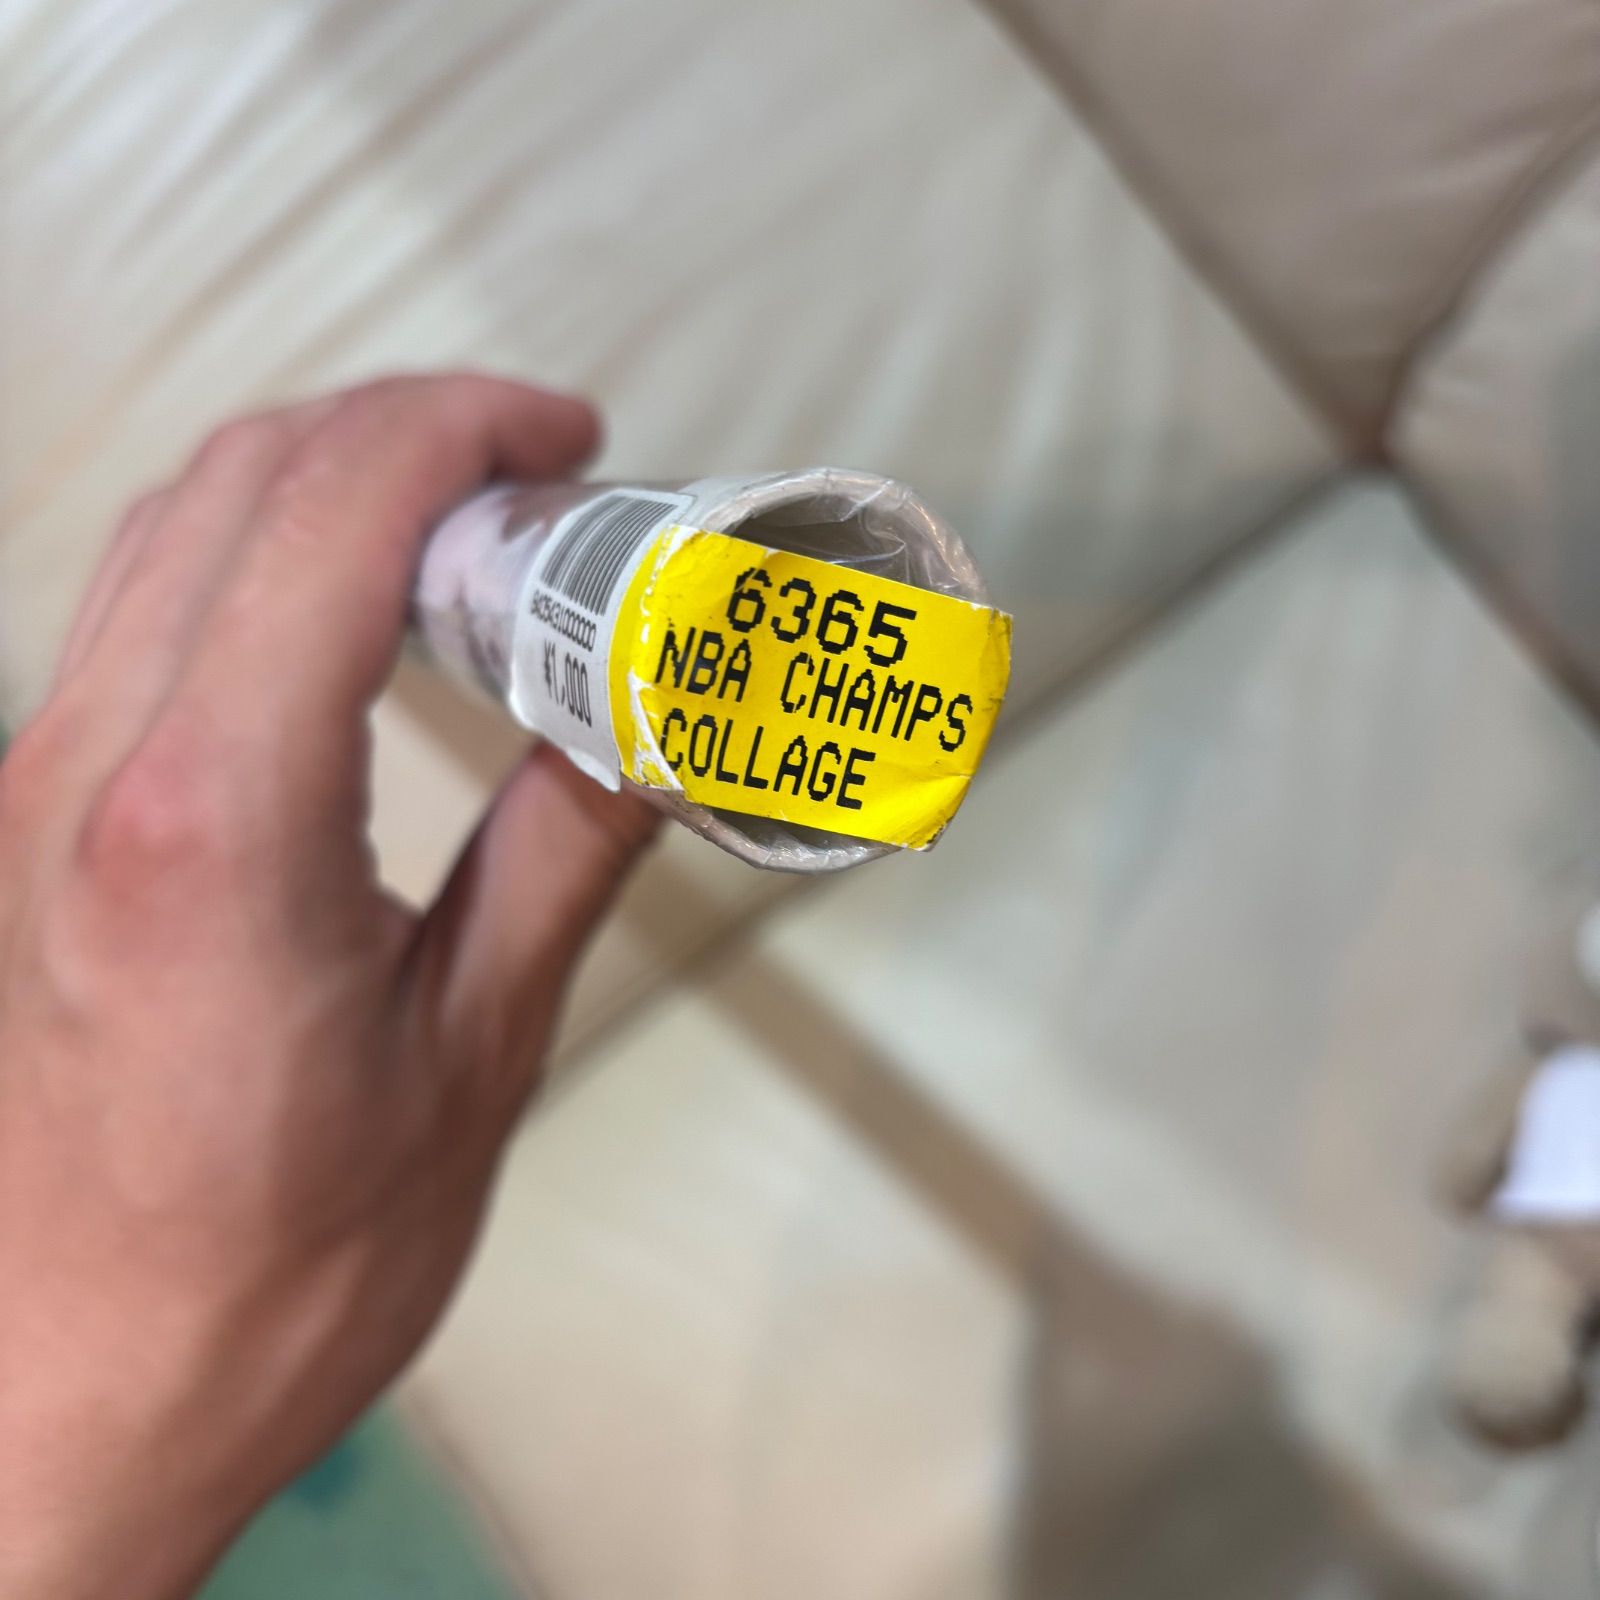 6365
NBA CHAMPS
COLLAGE
¥1,000